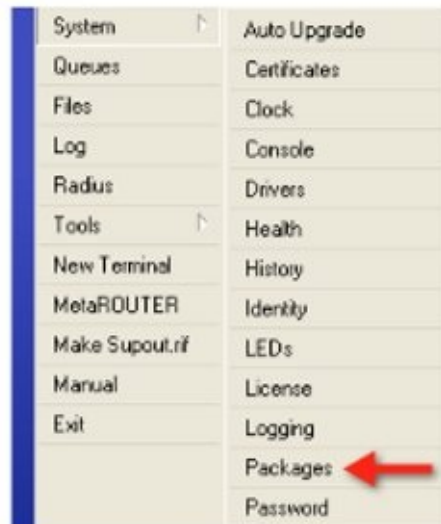 System
Queues
Files
Log
Radius
Tools
New Terminal
MetaROUTER
Make Supout.rif
Manual
Exit
Auto Upgrade
Certificates
Clock
Console
Drivers
Health
History
Identity
LEDs
License
Logging
Packages
Password